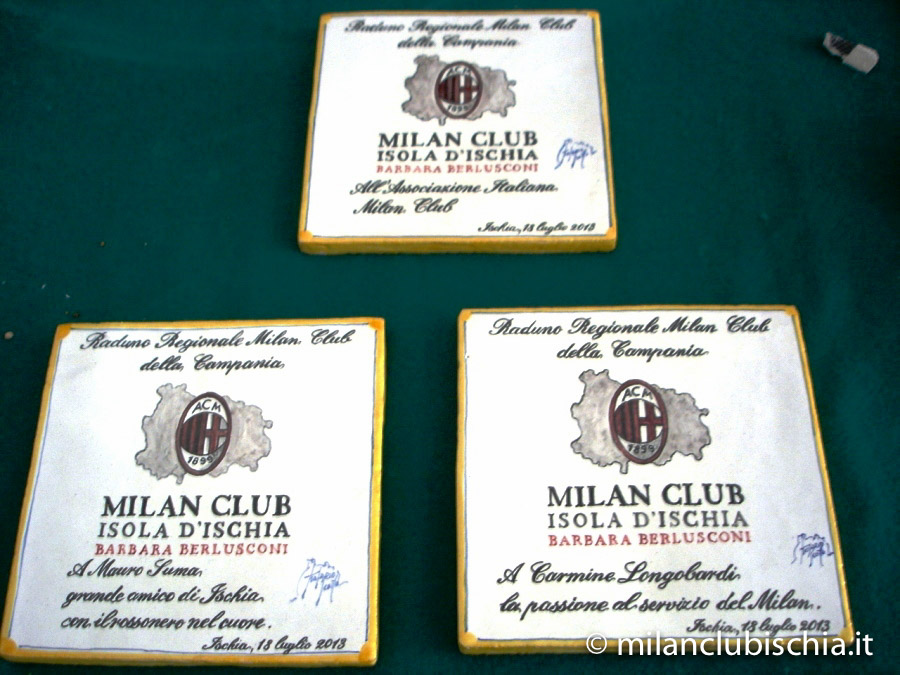 Raduno Regionale Milan Club
della Campania
ACM
1899
MILAN CLUB
ISOLA D'ISCHIA
BARBARA BERLUSCONI
All'Associazione Italiana
Milan Club
Ischia, 13 luglio 2013
Raduno Regionale Milan Club
della Campania
ACM
1899
MILAN CLUB
ISOLA D'ISCHIA
BARBARA BERLUSCONI
A Mauro Suma,
grande amico di Ischia,
con il rossonero nel cuore.
Ischia, 13 luglio 2013
Raduno Regionale Milan Club
della Campania
ACM
1899
MILAN CLUB
ISOLA D'ISCHIA
BARBARA BERLUSCONI
A Carmine Longobardi,
la passione al servizio del Milan.
Ischia, 13 luglio 2013
© milanclubischia.it